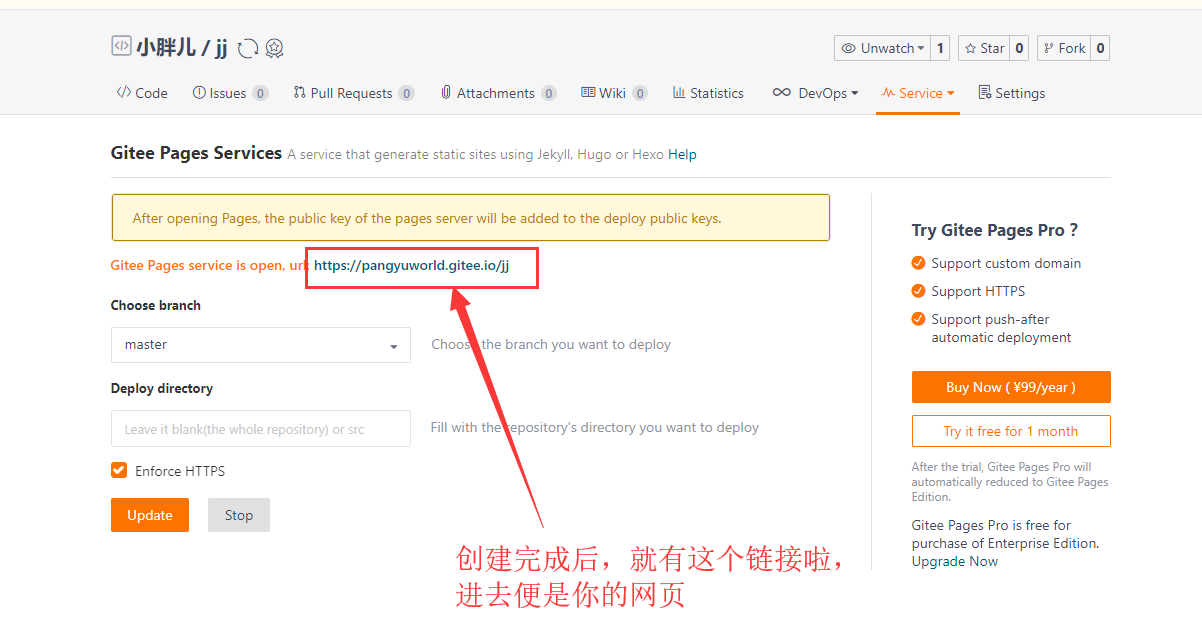 小胖儿 / jj
Unwatch 1 Star 0 Fork 0
Code Issues 0 Pull Requests 0 Attachments 0 Wiki 0 Statistics DevOps Service Settings
Gitee Pages Services A service that generate static sites using Jekyll, Hugo or Hexo Help
After opening Pages, the public key of the pages server will be added to the deploy public keys.
Gitee Pages service is open, url: https://pangyuworld.gitee.io/jj
Choose branch
master
Choose the branch you want to deploy
Deploy directory
Leave it blank(the whole repository) or src
Fill with the repository's directory you want to deploy
Enforce HTTPS
Update Stop
创建完成后，就有这个链接啦，
进去便是你的网页
Try Gitee Pages Pro ?
Support custom domain
Support HTTPS
Support push-after
automatic deployment
Buy Now ( ¥99/year )
Try it free for 1 month
After the trial, Gitee Pages Pro will
automatically reduced to Gitee Pages
Edition.
Gitee Pages Pro is free for
purchase of Enterprise Edition.
Upgrade Now